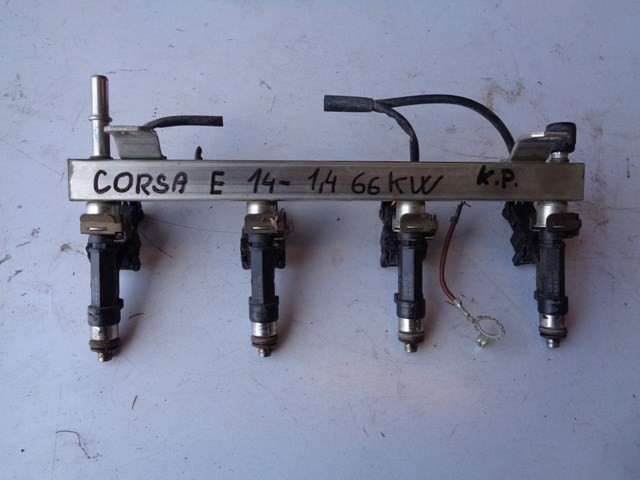 CORSA E 14- 1,4 66KW K.P.